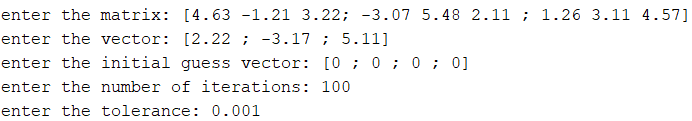 enter the matrix: [4.63 -1.21 3.22; -3.07 5.48 2.11 ; 1.26 3.11 4.57]
enter the vector: [2.22 ; -3.17 ; 5.11]
enter the initial guess vector: [0 ; 0 ; 0 ; 0]
enter the number of iterations: 100
enter the tolerance: 0.001